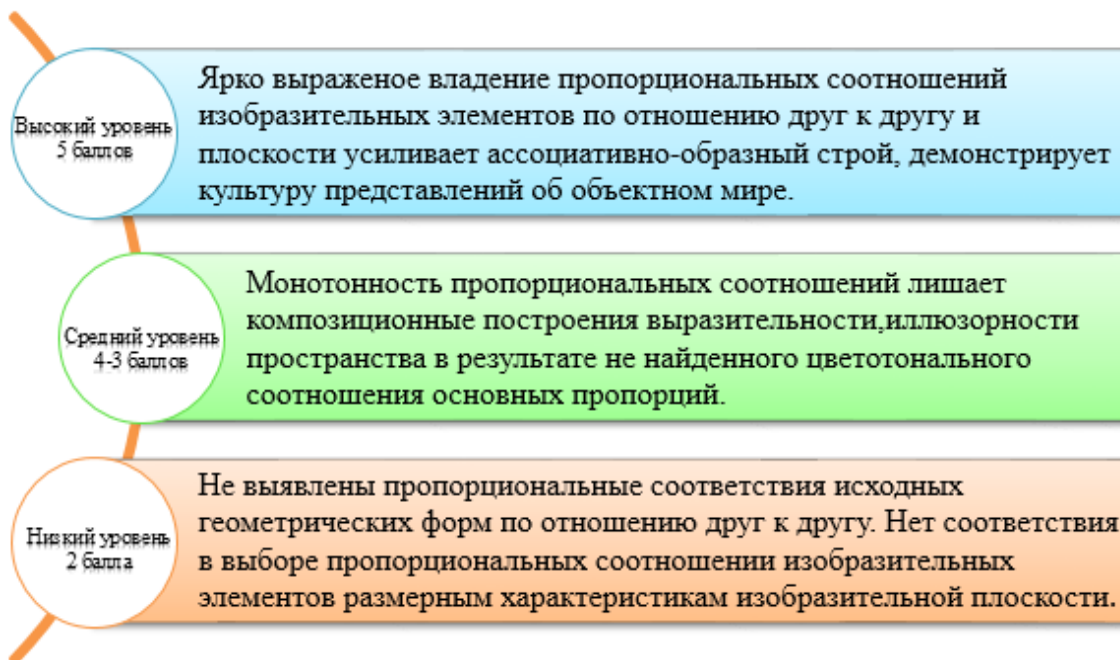 Высокий уровень
5 баллов
Ярко выраженое владение пропорциональных соотношений
изобразительных элементов по отношению друг к другу и
плоскости усиливает ассоциативно-образный строй, демонстрирует
культуру представлений об объектном мире.
Средний уровень
4-3 баллов
Монотонность пропорциональных соотношений лишает
композиционные построения выразительности,иллюзорности
пространства в результате не найденного цветотонального
соотношения основных пропорций.
Низкий уровень
2 балла
Не выявлены пропорциональные соответствия исходных
геометрических форм по отношению друг к другу. Нет соответствия
в выборе пропорциональных соотношении изобразительных
элементов размерным характеристикам изобразительной плоскости.